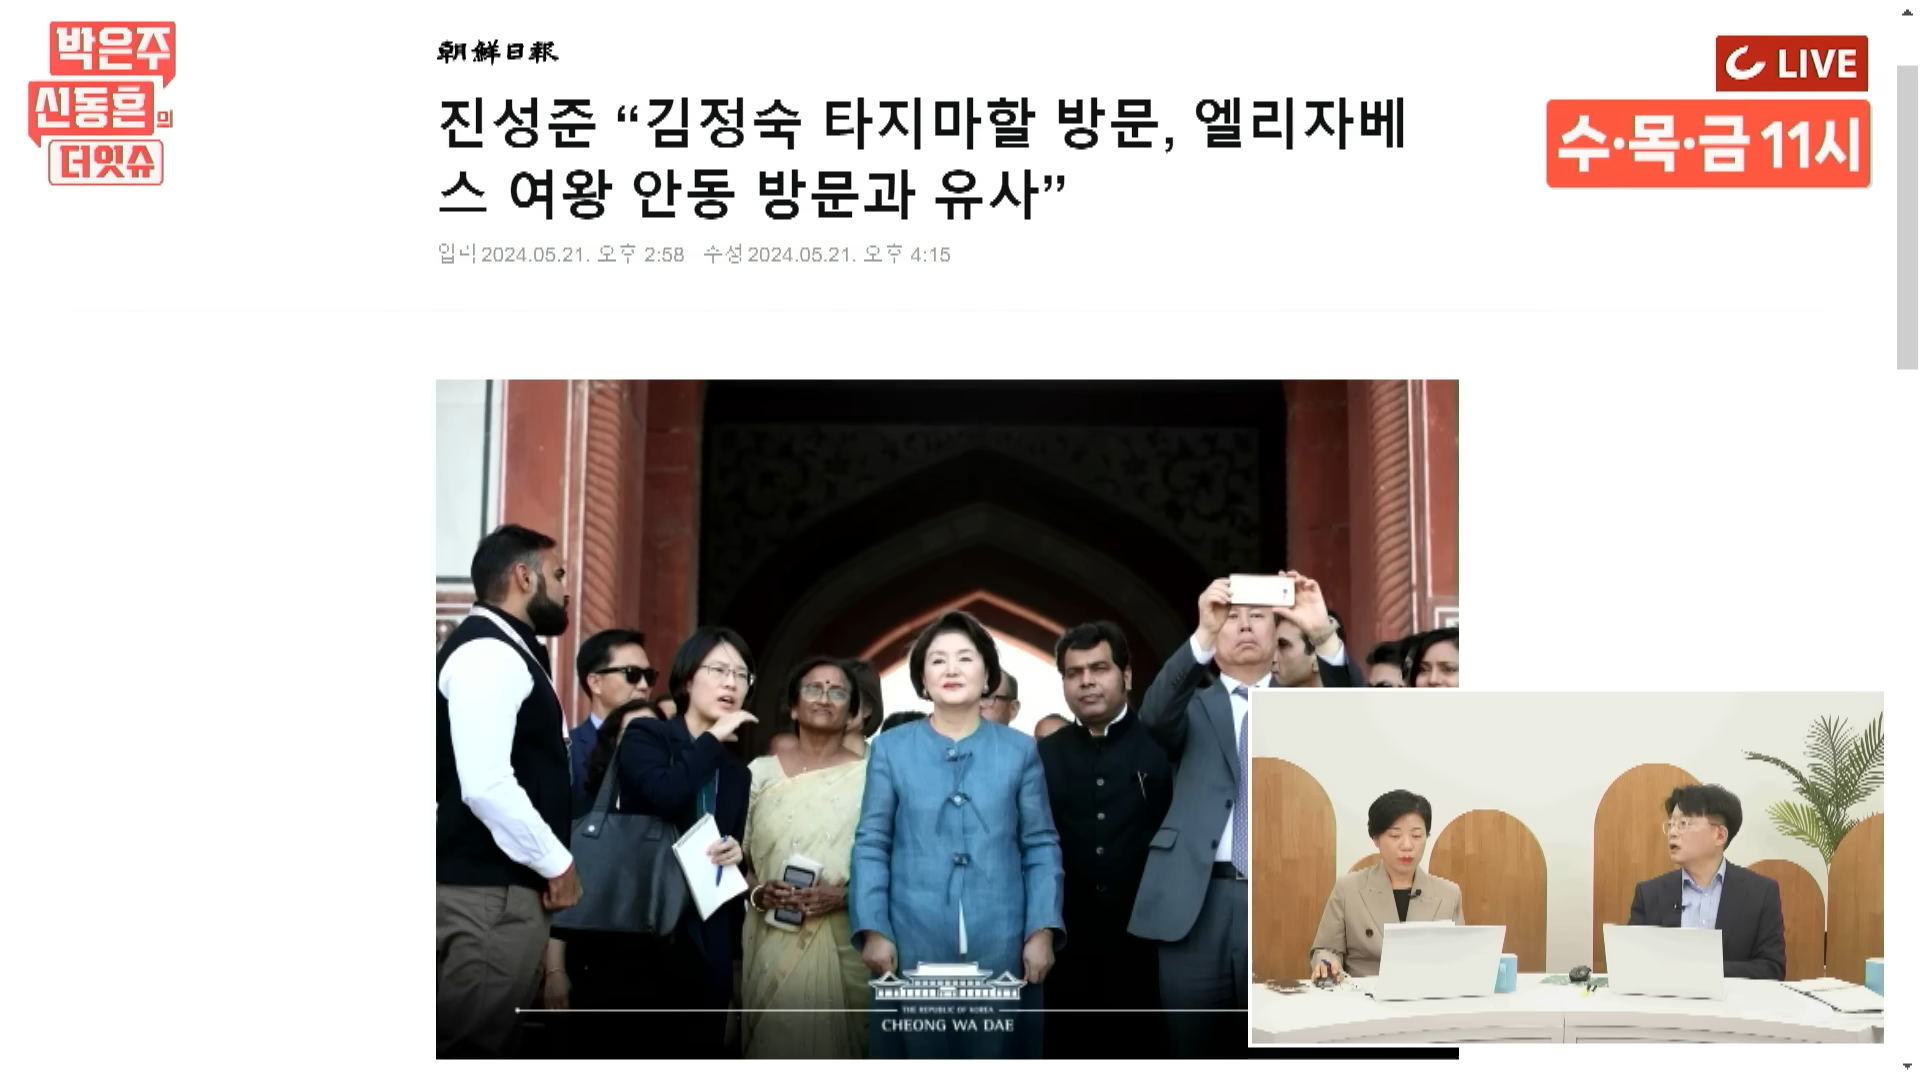 박은주
신동흔의
더잇슈
朝鮮日報
LIVE
수·목·금 11시
진성준 “김정숙 타지마할 방문, 엘리자베
스 여왕 안동 방문과 유사”
입력 2024.05.21. 오후 2:58 수정 2024.05.21. 오후 4:15
THE REPUBLIC OF KOREA
CHEONG WA DAE